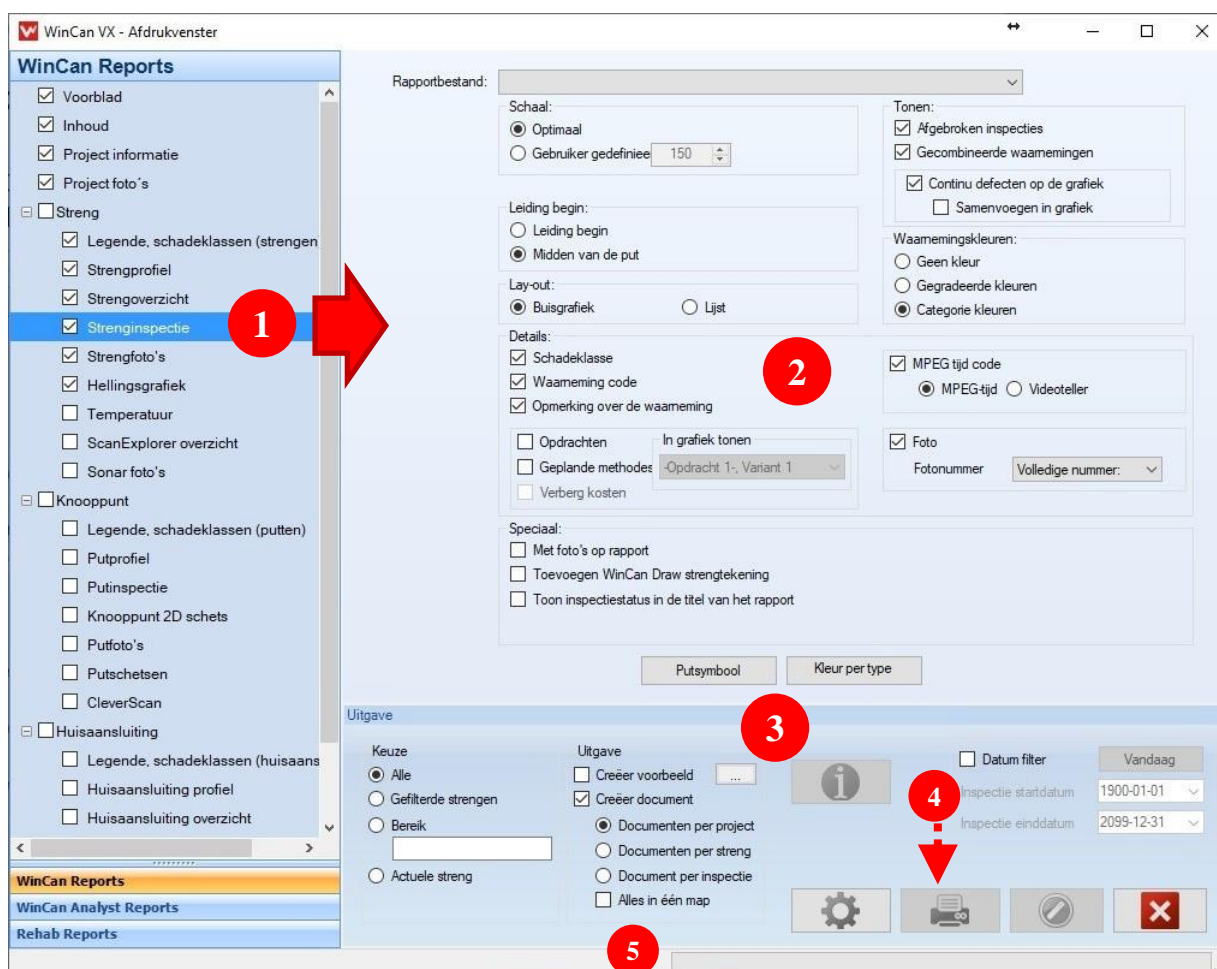 WinCan VX - Afdrukvenster
WinCan Reports
Voorblad
Inhoud
Project informatie
Project foto´s
Streng
Legende, schadeklassen (strengen
Strengprofiel
Strengoverzicht
Strenginspectie
Strengfoto's
Hellingsgrafiek
Temperatuur
ScanExplorer overzicht
Sonar foto's
Knooppunt
Legende, schadeklassen (putten)
Putprofiel
Putinspectie
Knooppunt 2D schets
Putfoto's
Putschetsen
CleverScan
Huisaansluiting
Legende, schadeklassen (huisaans
Huisaansluiting profiel
Huisaansluiting overzicht
WinCan Reports
WinCan Analyst Reports
Rehab Reports
1
Rapportbestand:
Schaal:
Optimaal
Gebruiker gedefiniee 150
Leiding begin:
Leiding begin
Midden van de put
Lay-out:
Buisgrafiek Lijst
Tonen:
Afgebroken inspecties
Gecombineerde waarnemingen
Continu defecten op de grafiek
Samenvoegen in grafiek
Waarnemingskleuren:
Geen kleur
Gegradeerde kleuren
Categorie kleuren
Details:
Schadeklasse
Waarneming code
Opmerking over de waarneming
2
MPEG tijd code
MPEG-tijd Videoteller
Opdrachten
Geplande methodes
Verberg kosten
In grafiek tonen
-Opdracht 1-, Variant 1
Foto
Fotonummer Volledige nummer:
Speciaal:
Met foto's op rapport
Toevoegen WinCan Draw strengtekening
Toon inspectiestatus in de titel van het rapport
Putsymbool Kleur per type
Uitgave
3
Keuze
Alle
Gefilterde strengen
Bereik
Actuele streng
Uitgave
Creëer voorbeeld ...
Creëer document
Documenten per project
Documenten per streng
Document per inspectie
Alles in één map
4
Datum filter Vandaag
Inspectie startdatum 1900-01-01
Inspectie einddatum 2099-12-31
5